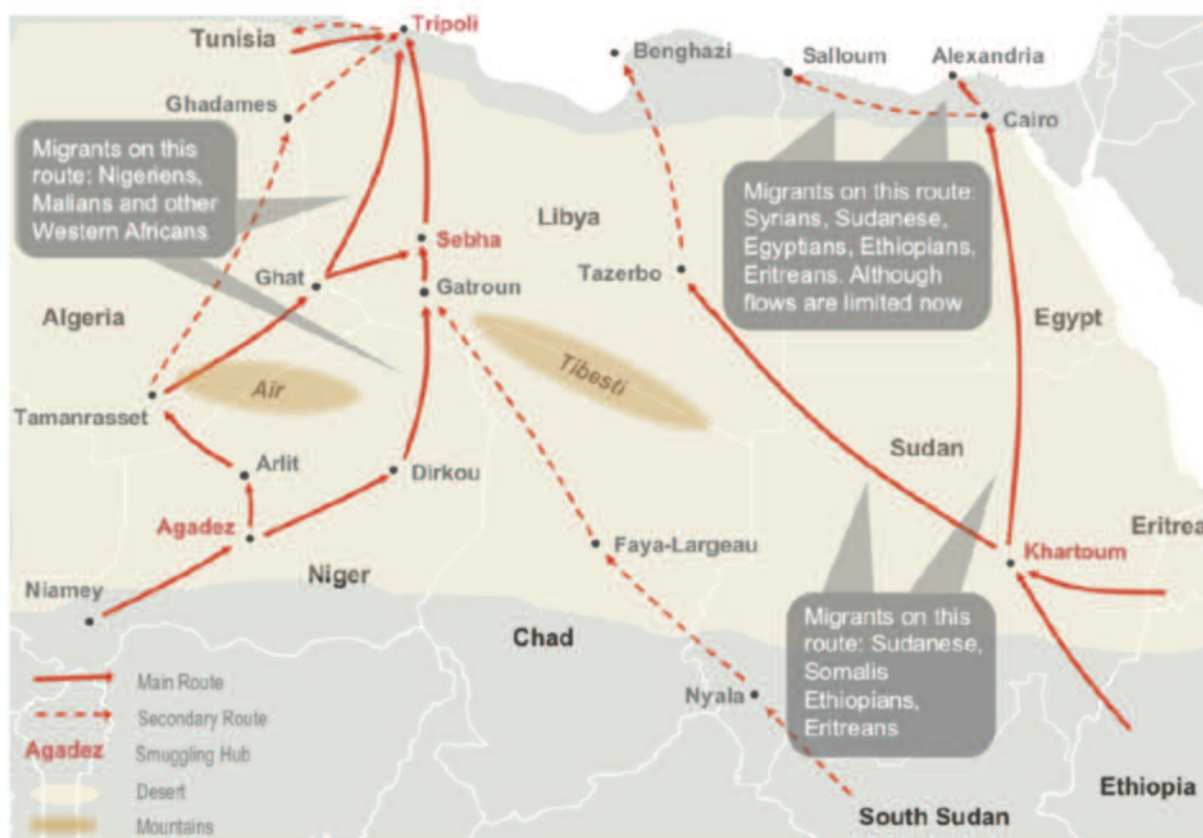 Tripoli
Tunisia
Benghazi
Salloum
Alexandria
Ghadames
Cairo
Migrants on this
route: Nigeriens,
Malians and other
Western Africans
Migrants on this route:
Syrians, Sudanese,
Egyptians, Ethiopians,
Eritreans. Although
flows are limited now
Libya
Sebha
Ghat
Gatroun
Tazerbo
Algeria
Egypt
Aïr
Tibesti
Tamanrasset
Sudan
Arlit
Dirkou
Agadez
Eritrea
Faya-Largeau
Khartoum
Niger
Niamey
Chad
Migrants on this
route: Sudanese,
Somalis
Ethiopians,
Eritreans
Nyala
Main Route
Secondary Route
Agadez
Smuggling Hub
Desert
Mountains
Ethiopia
South Sudan